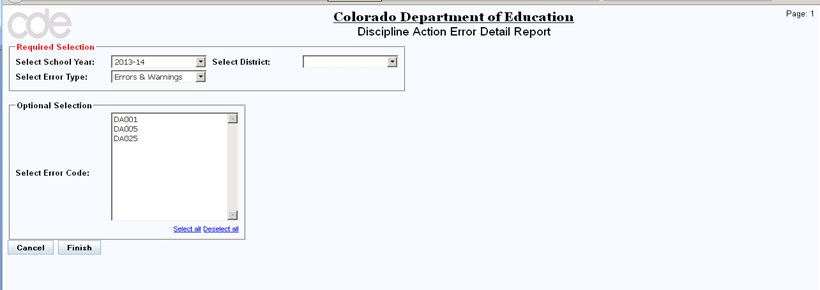 cde
Colorado Department of Education
Page: 1
Discipline Action Error Detail Report
Required Selection
Select School Year: 2013-14 Select District:
Select Error Type: Errors & Warnings
Optional Selection
DA001
DA005
DA025
Select Error Code:
Select all Deselect all
Cancel Finish